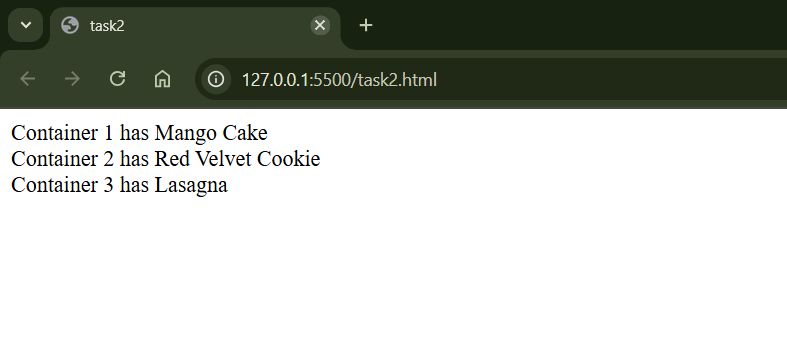 task2
127.0.0.1:5500/task2.html
Container 1 has Mango Cake
Container 2 has Red Velvet Cookie
Container 3 has Lasagna